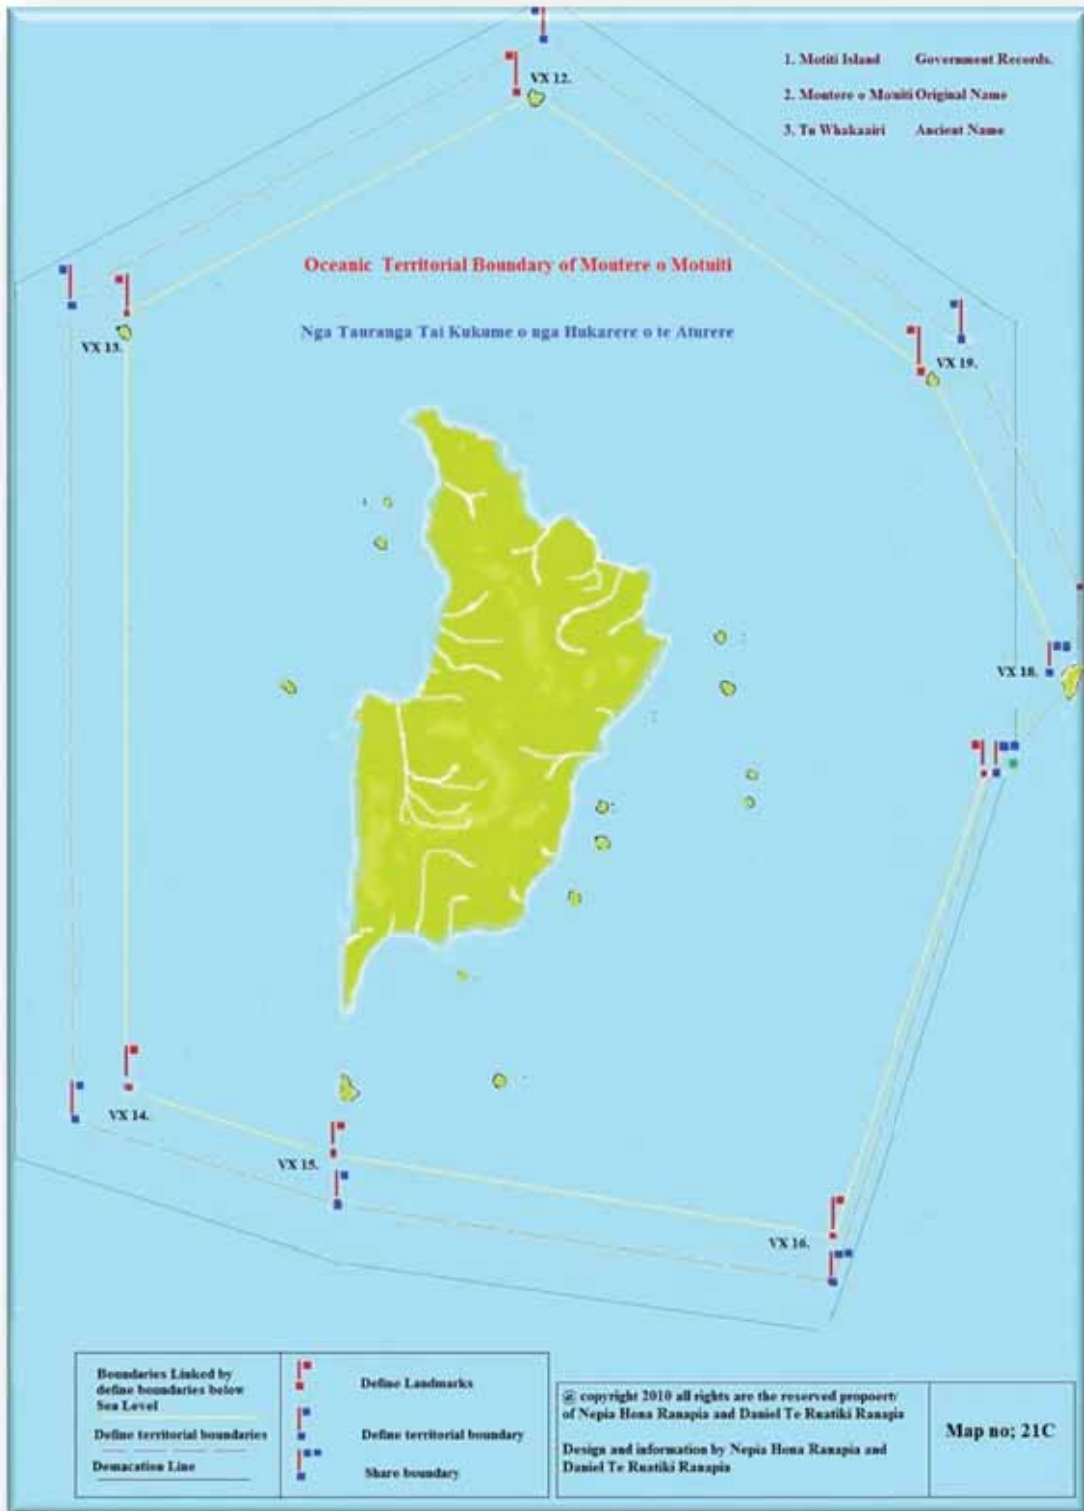 1. Motiti Island Government Records.
2. Moutere o Motuiti Original Name
3. Tu Whakaairi Ancient Name
VX 12.
Oceanic Territorial Boundary of Moutere o Motuiti
Nga Tauranga Tai Kukume o nga Hukarere o te Aturere
VX 13.
VX 19.
VX 18.
VX 14.
VX 15.
VX 16.
Boundaries Linked by
define boundaries below
Sea Level
Define territorial boundaries
Demacation Line
Define Landmarks
Define territorial boundary
Share boundary
@ copyright 2010 all rights are the reserved propoert/
of Nepia Hona Ranapia and Daniel Te Ruatiki Ranapia
Design and information by Nepia Hona Ranapia and
Daniel Te Ruatiki Ranapia
Map no; 21C